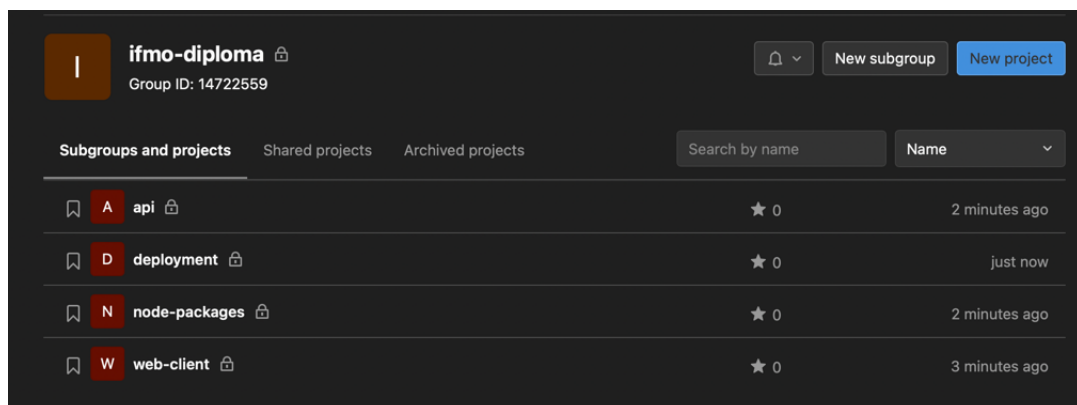 I
ifmo-diploma
Group ID: 14722559
New subgroup
New project
Subgroups and projects Shared projects Archived projects
Search by name
Name
A api 0 2 minutes ago
D deployment 0 just now
N node-packages 0 2 minutes ago
W web-client 0 3 minutes ago